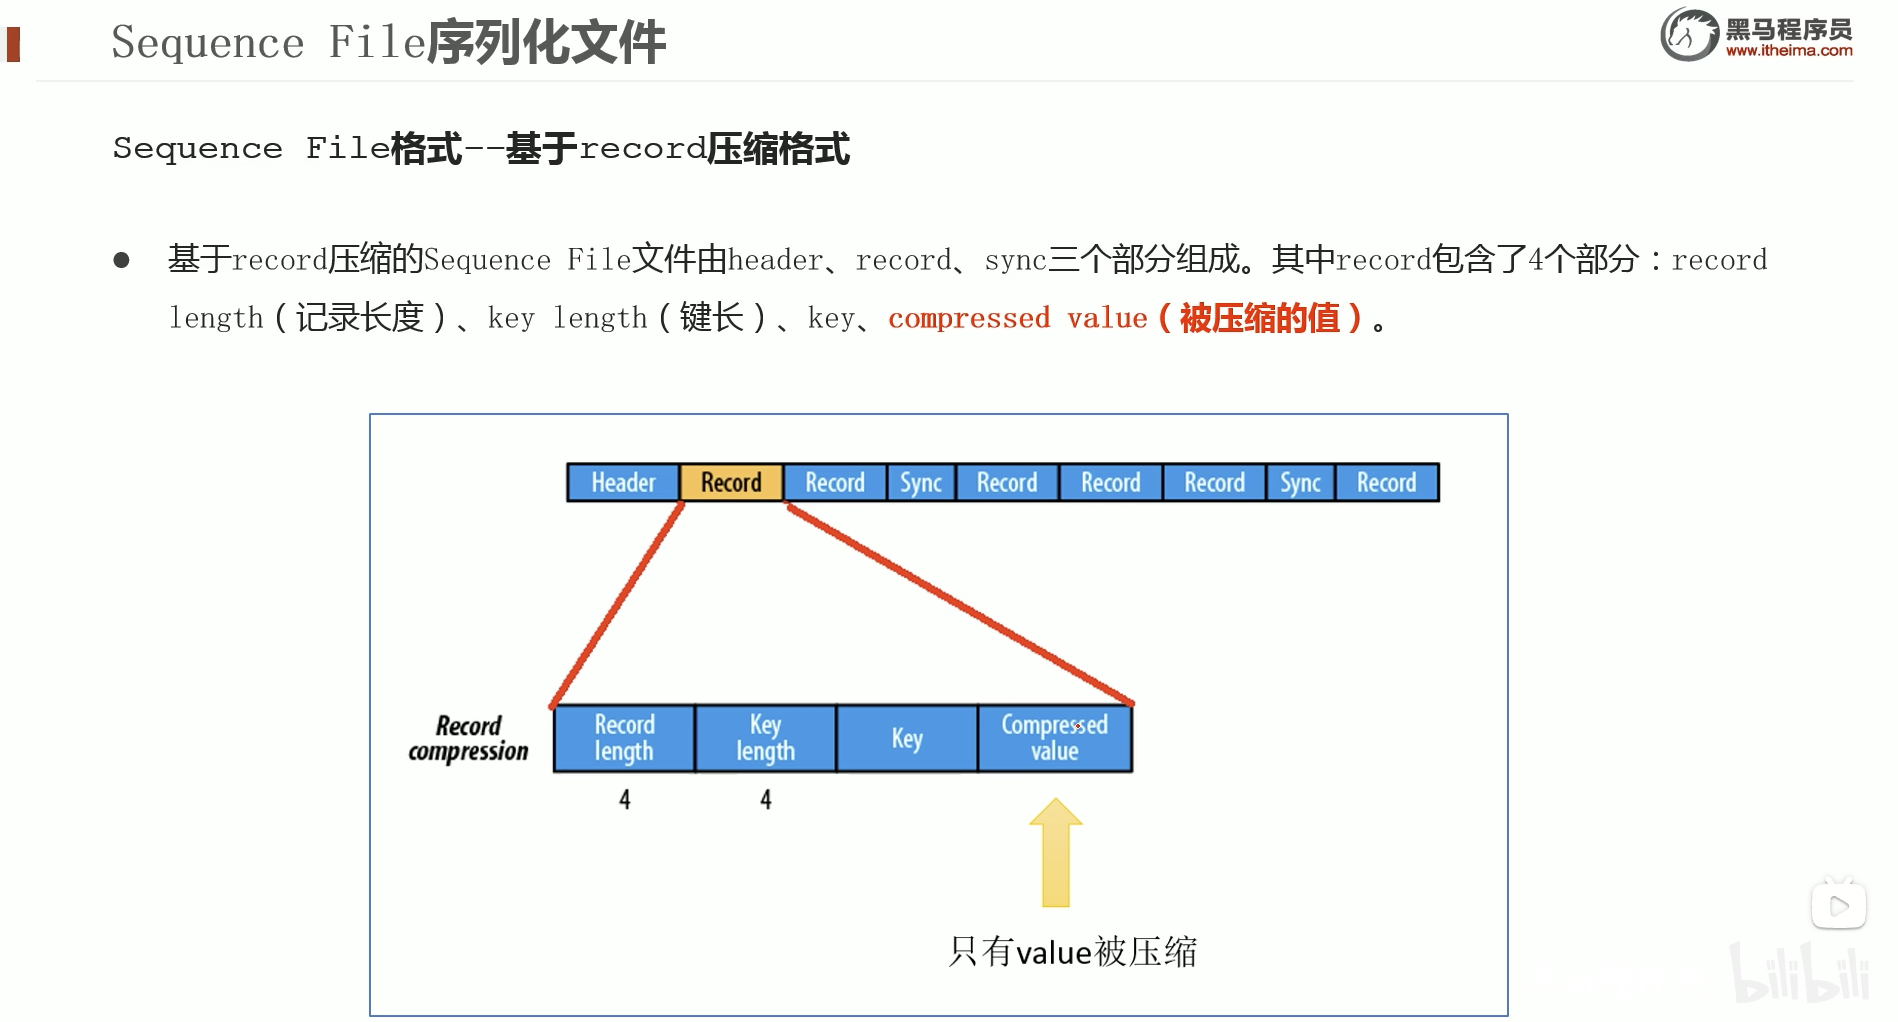 Sequence File序列化文件
黑马程序员
www.itheima.com
Sequence File格式--基于record压缩格式
● 基于record压缩的Sequence File文件由header、record、sync三个部分组成。其中record包含了4个部分：record
length（记录长度）、key length（键长）、key、compressed value（被压缩的值）。
Header Record Record Sync Record Record Record Sync Record
Record
compression
Record
length
Key
length
Key
Compressed
value
4 4
只有value被压缩
bilibili